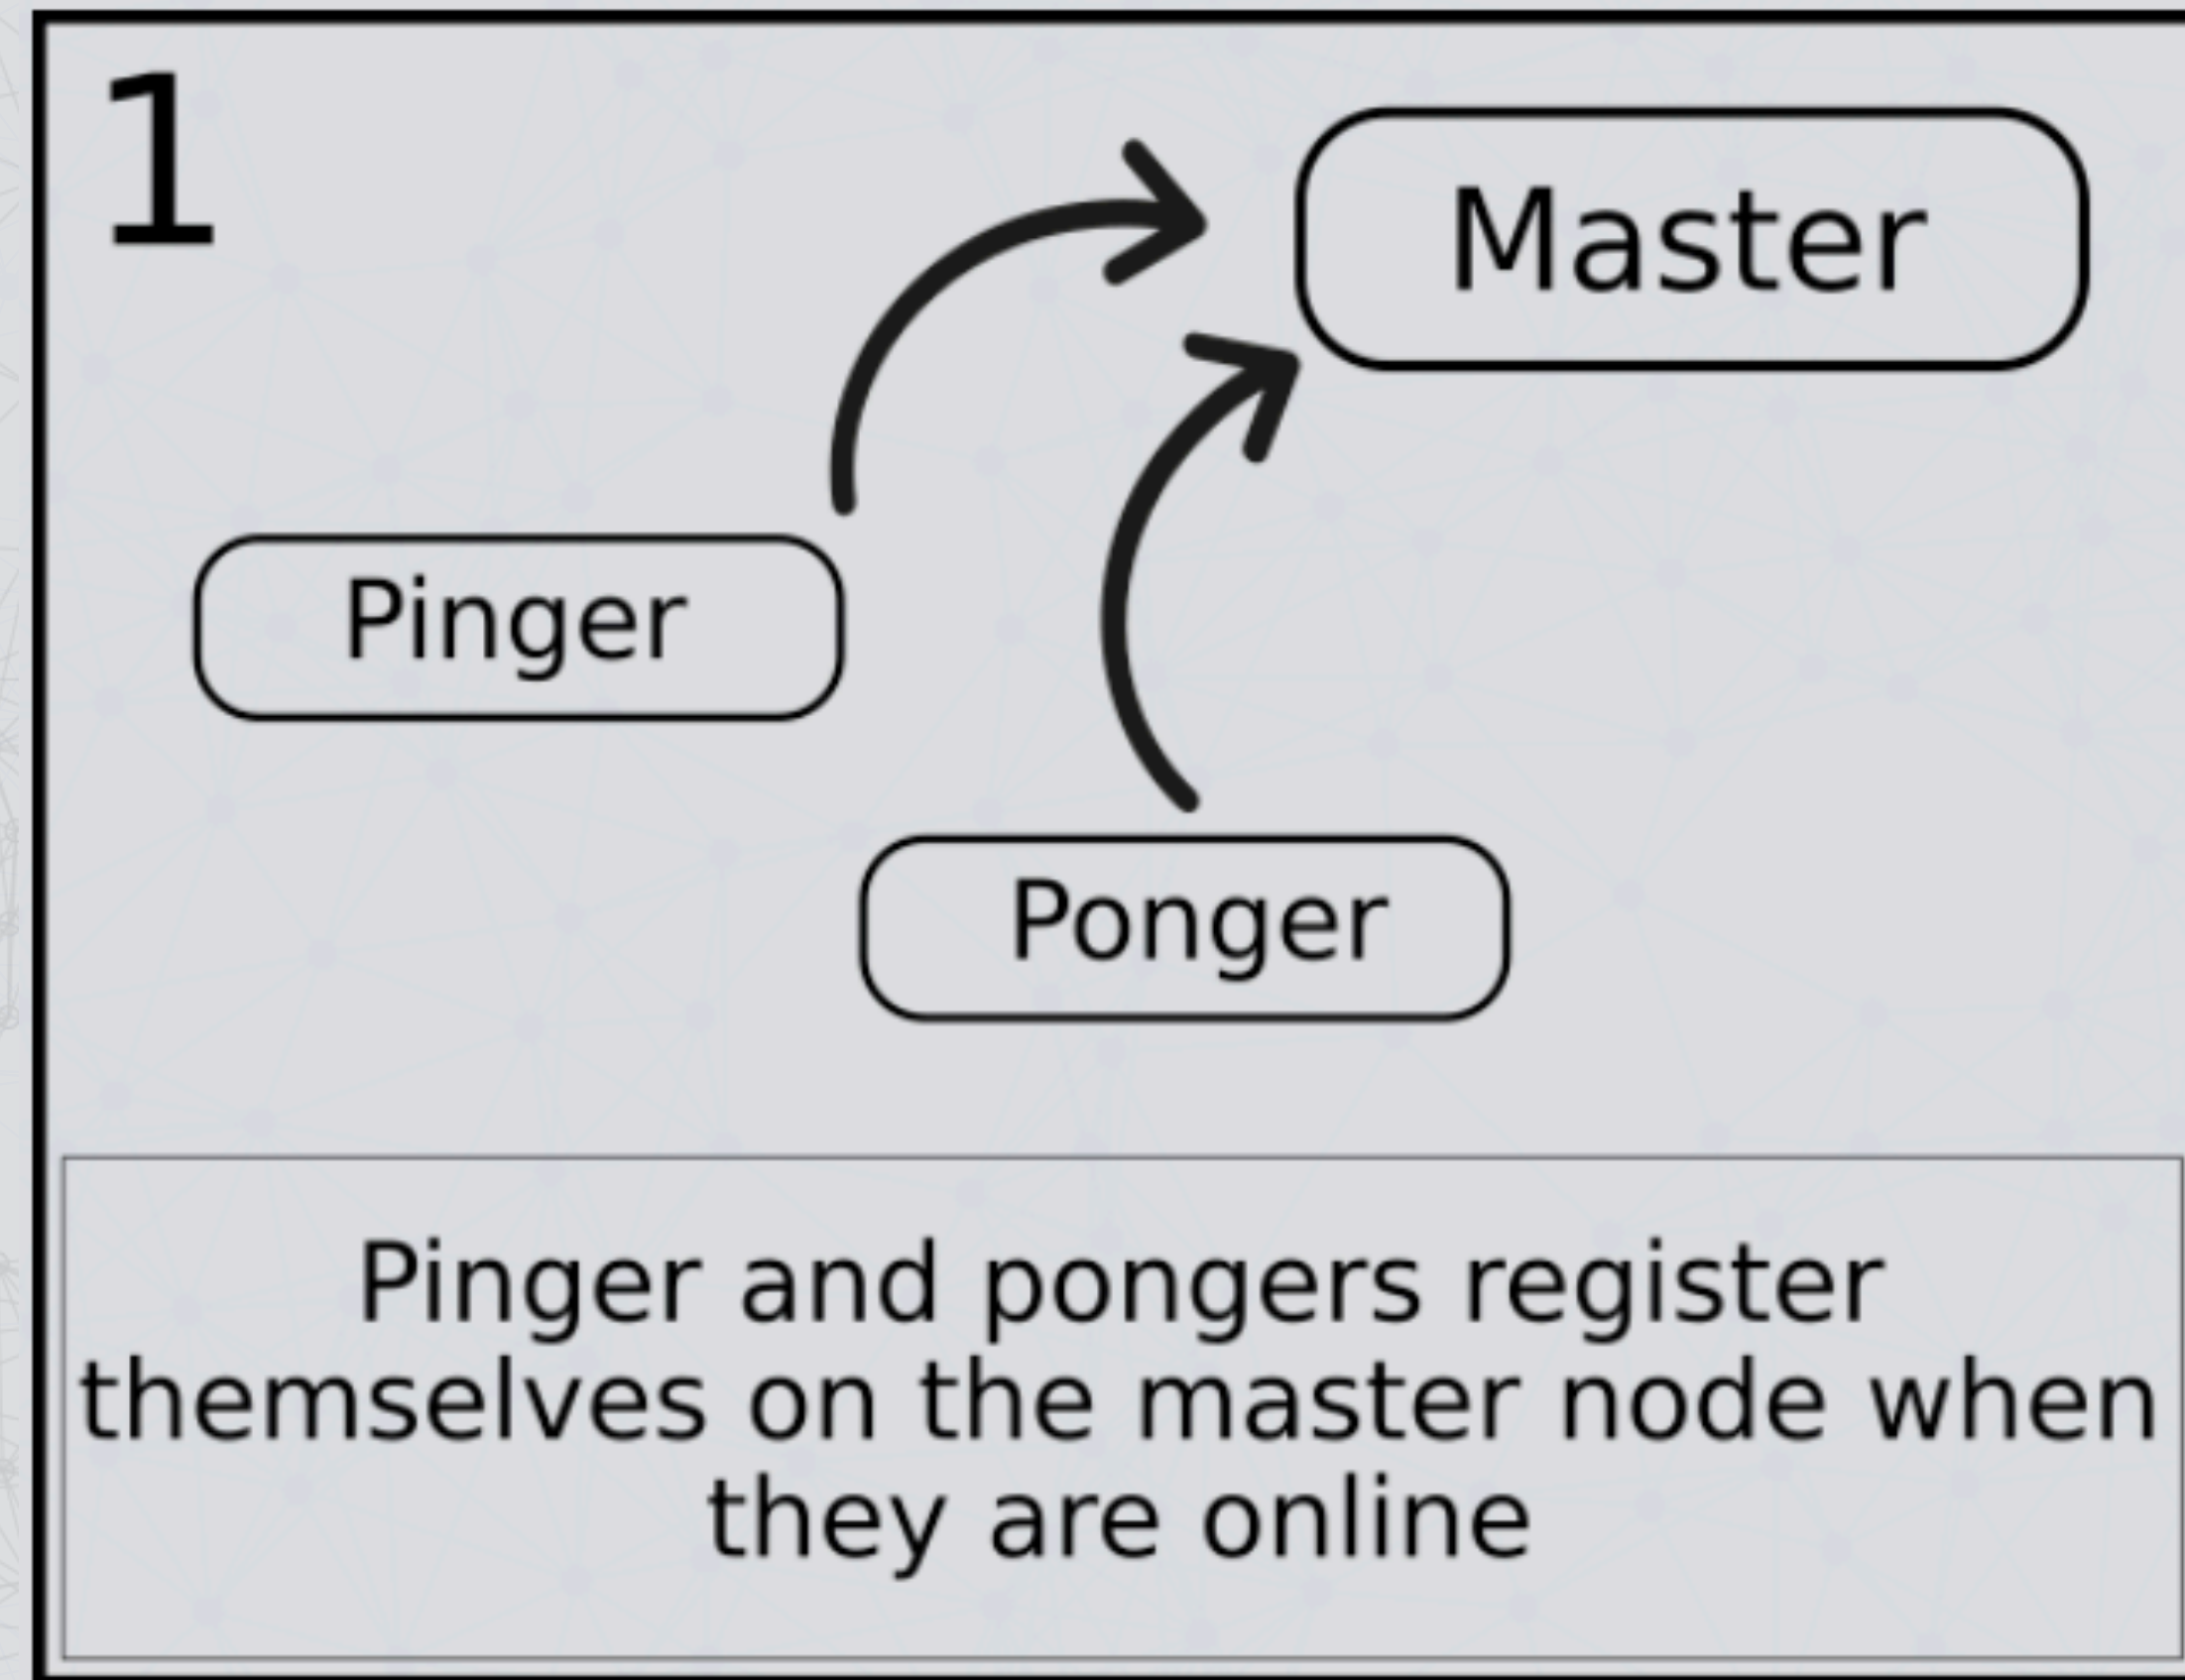 1
Master
Pinger
Ponger
Pinger and pongers register
themselves on the master node when
they are online